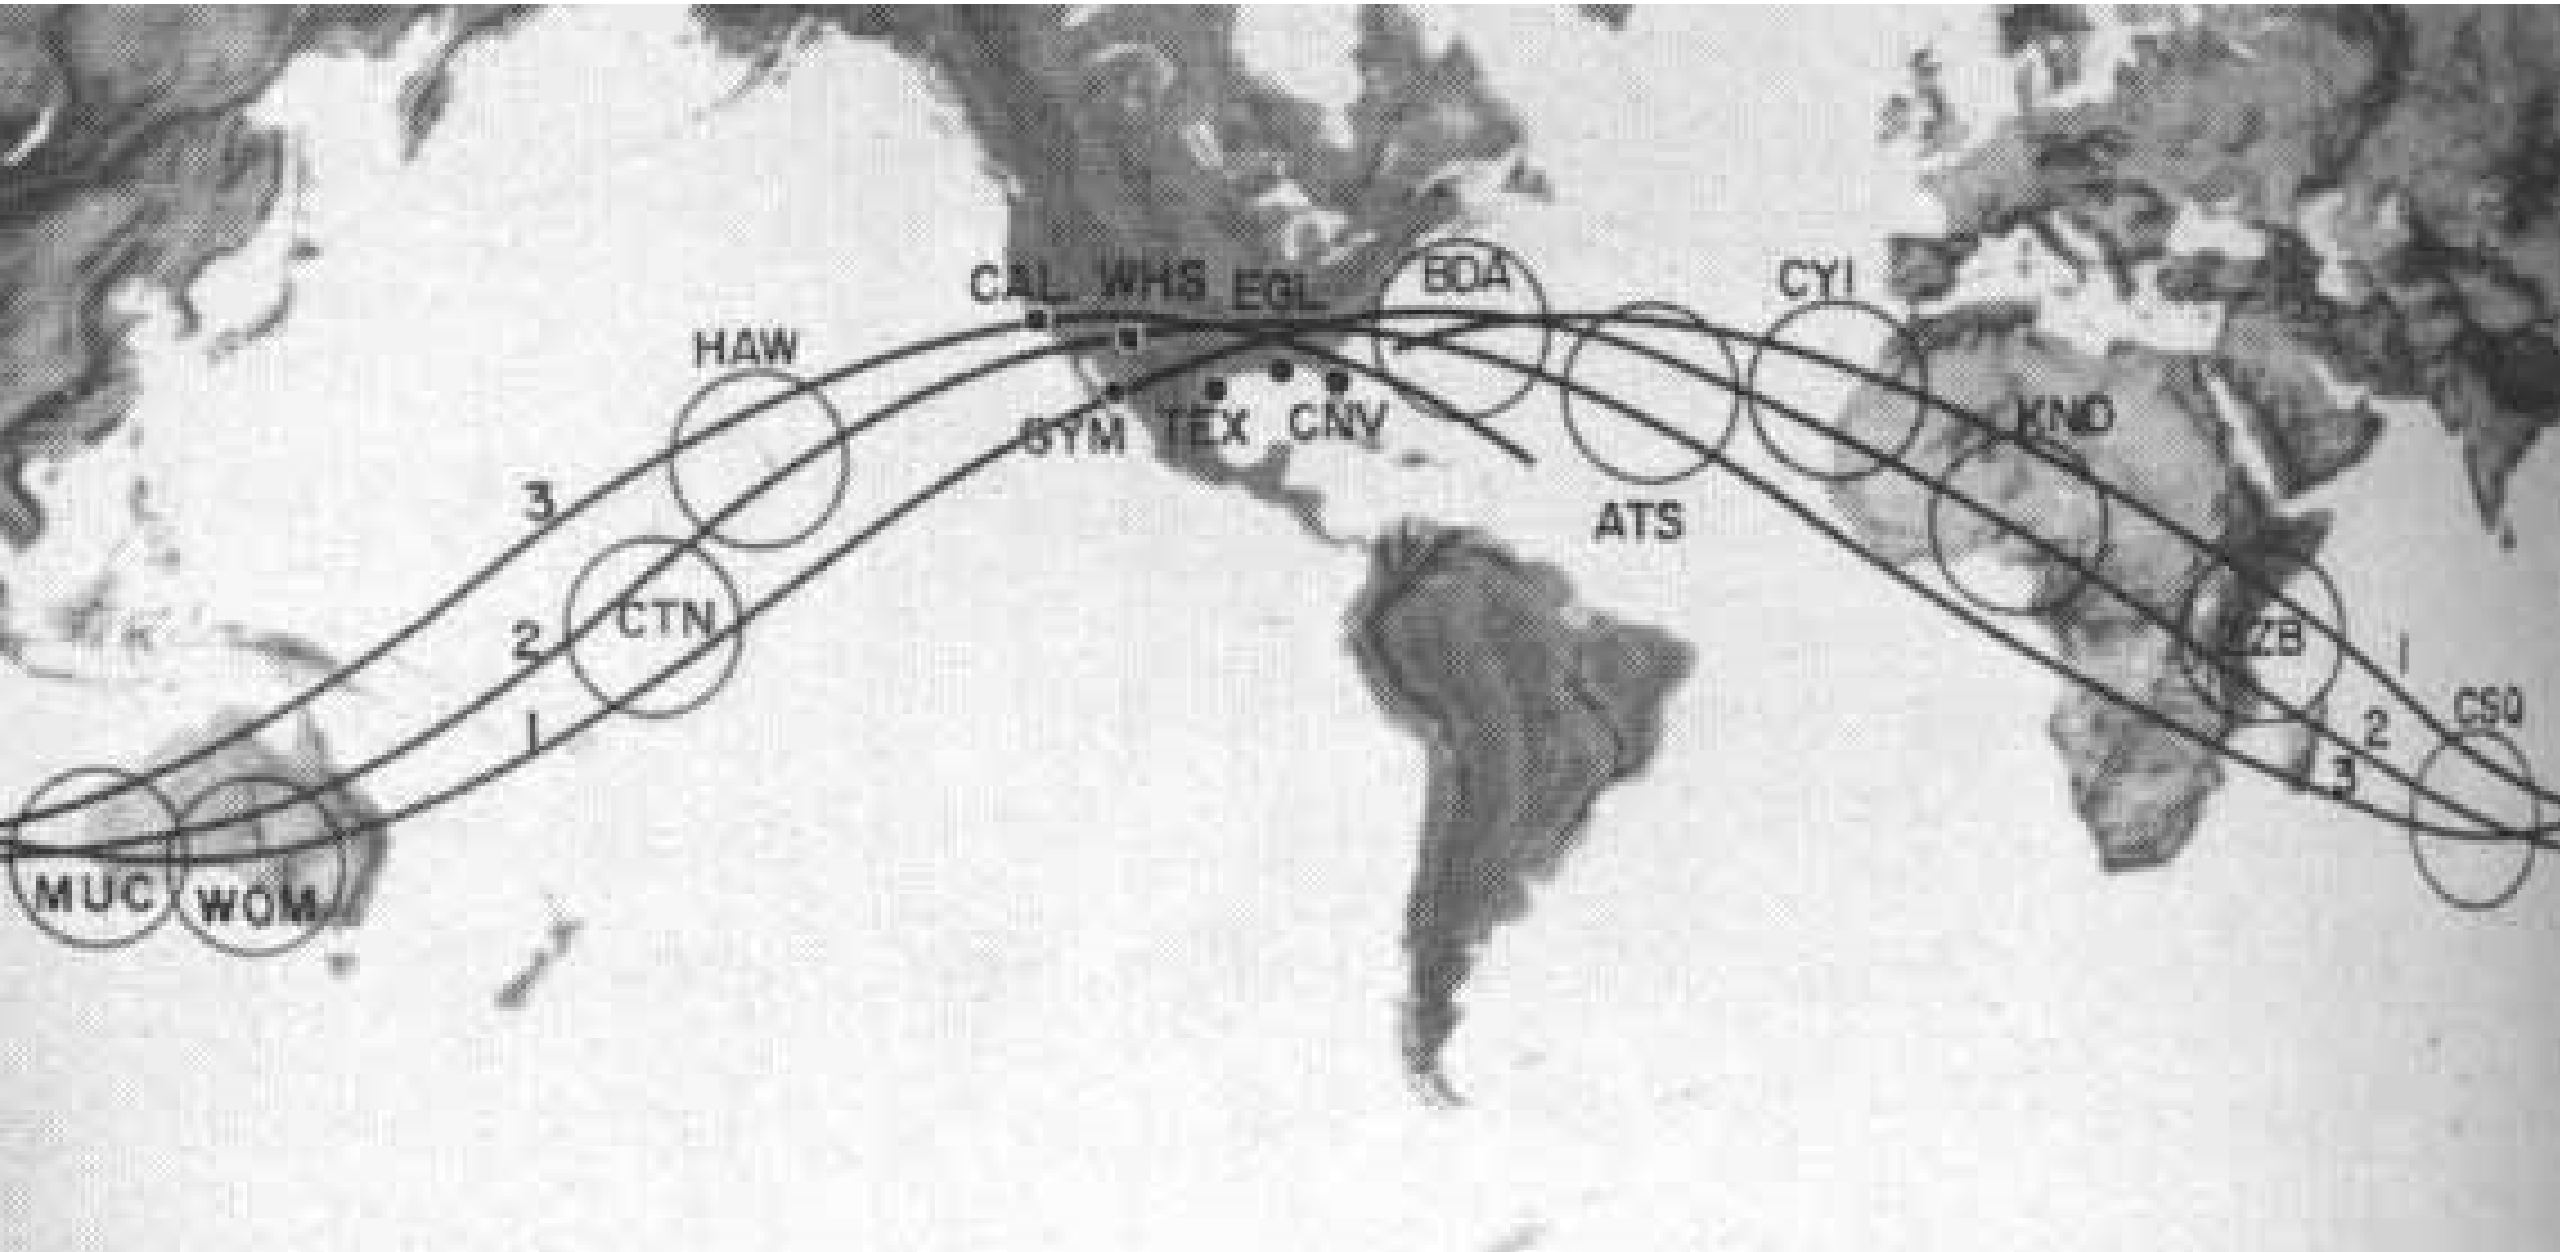 CAL WHS EGL BDA CYI
HAW
GYM TEX CNV KNO
3
ATS
CTN
2
ZZB
1
1
CSQ
2
3
MUC WOM